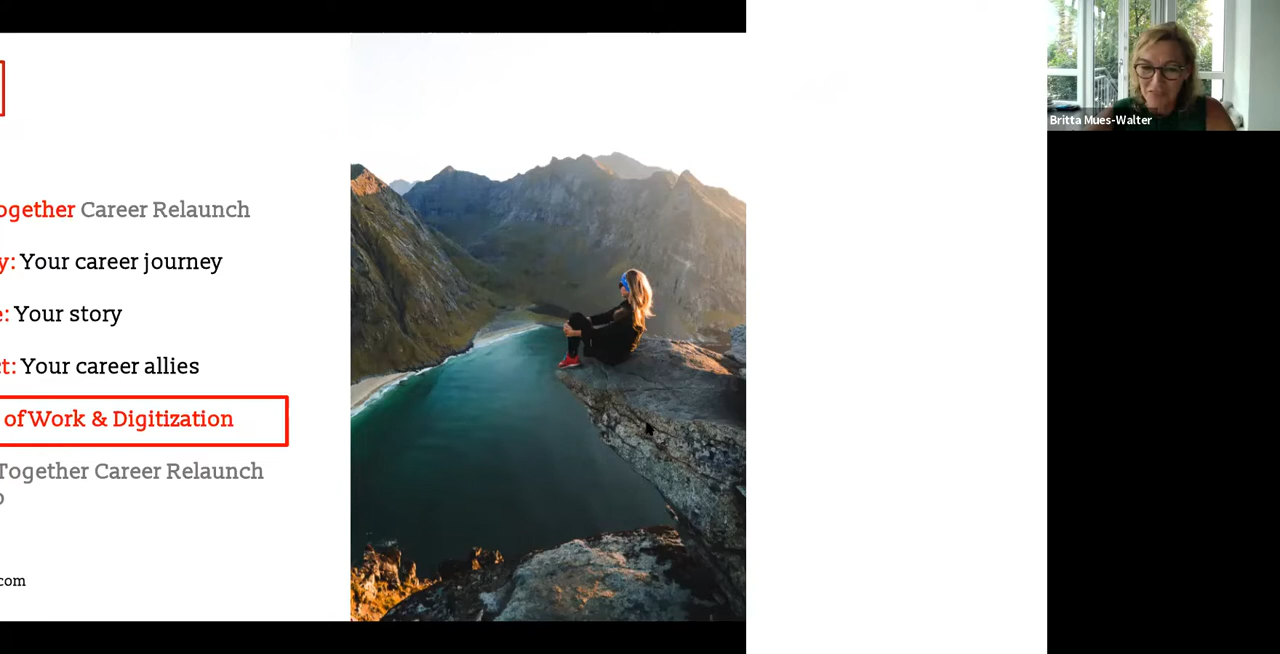 ogether Career Relaunch
y: Your career journey
e: Your story
ct: Your career allies
of Work & Digitization
Together Career Relaunch
o
com
Britta Mues-Walter